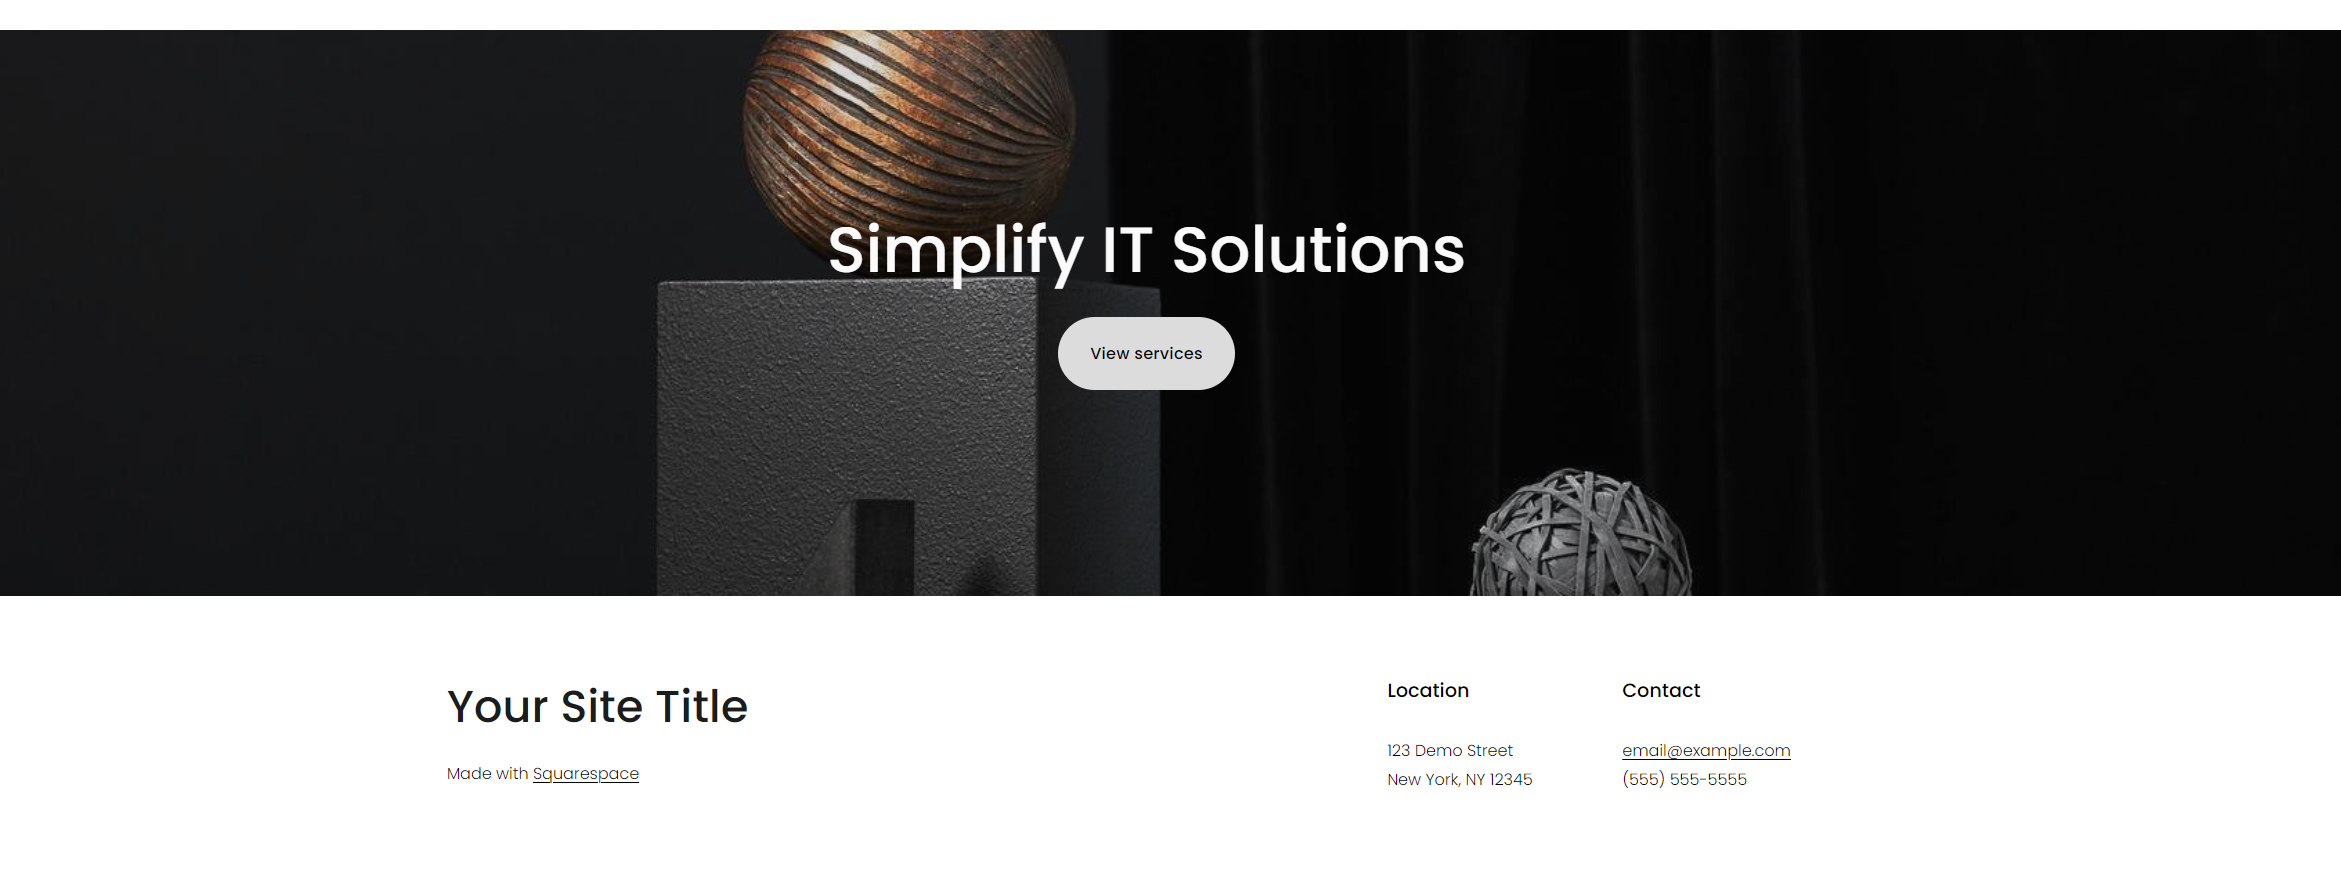 Simplify IT Solutions
View services
Your Site Title
Made with Squarespace
Location
123 Demo Street
New York, NY 12345
Contact
email@example.com
(555) 555-5555